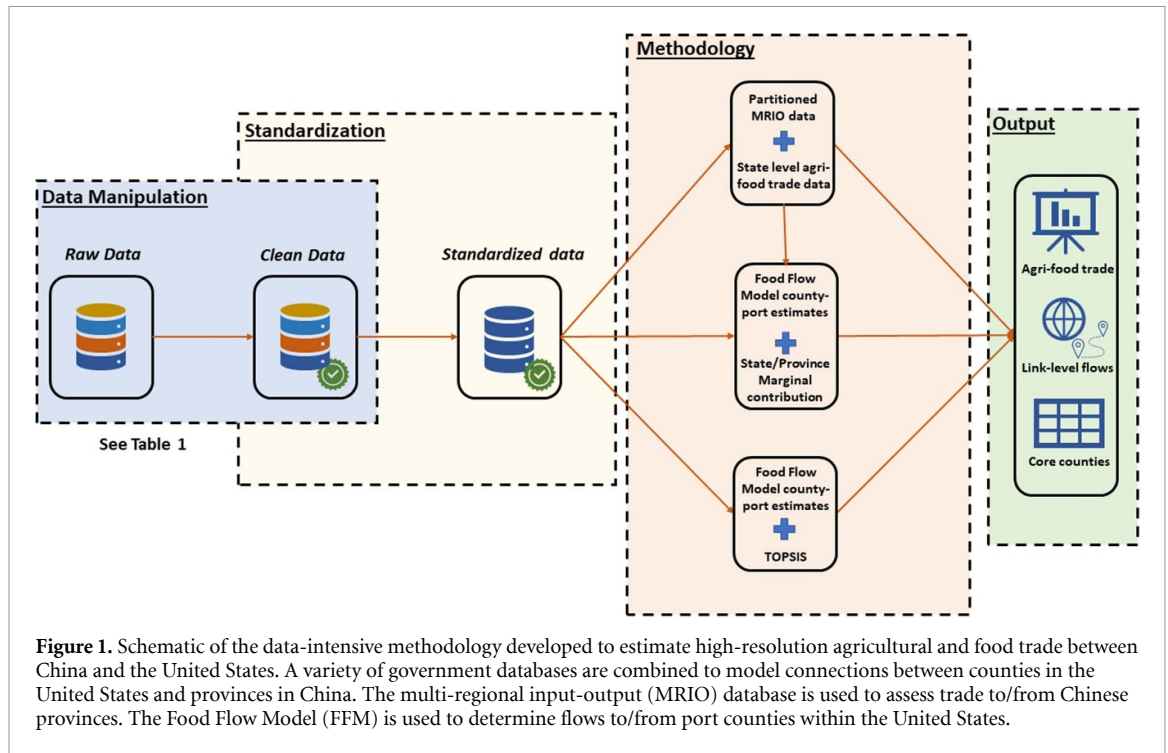 Methodology
Partitioned
MRIO data
State level agri-
food trade data
Output
Standardization
Data Manipulation
Raw Data
Clean Data
Standardized data
See Table 1
Food Flow
Model county-
port estimates
State/Province
Marginal
contribution
Food Flow
Model county-
port estimates
TOPSIS
Agri-food trade
Link-level flows
Core counties
Figure 1. Schematic of the data-intensive methodology developed to estimate high-resolution agricultural and food trade between
China and the United States. A variety of government databases are combined to model connections between counties in the
United States and provinces in China. The multi-regional input-output (MRIO) database is used to assess trade to/from Chinese
provinces. The Food Flow Model (FFM) is used to determine flows to/from port counties within the United States.